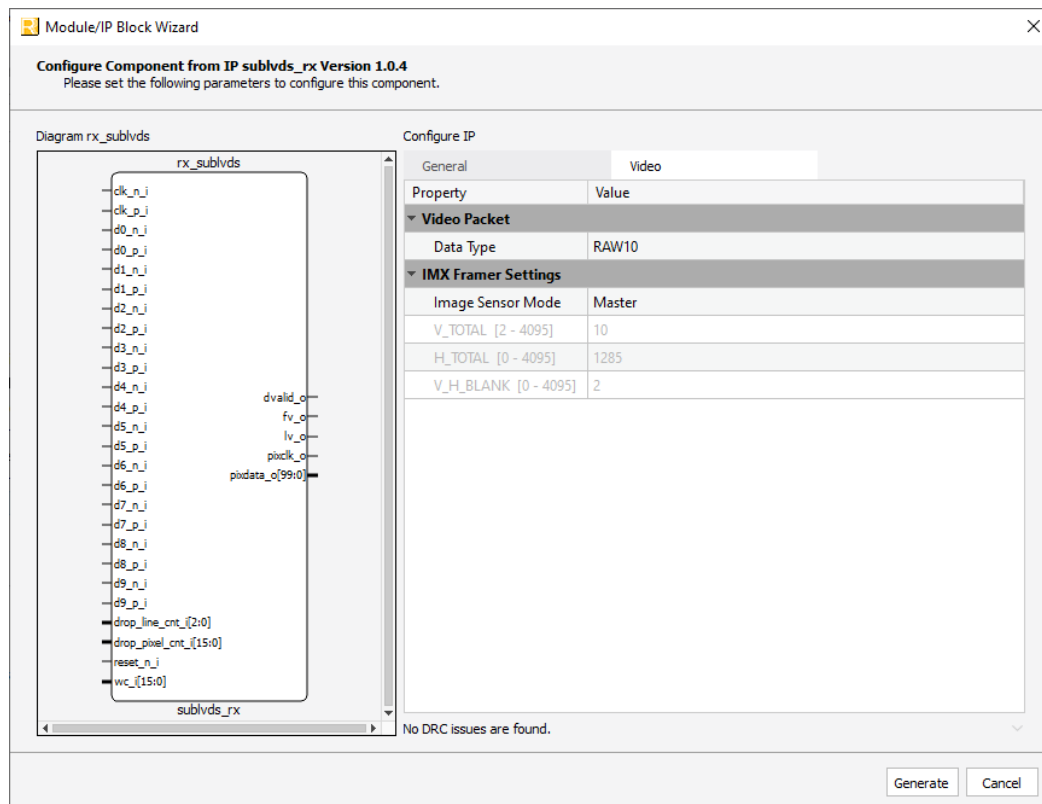 Module/IP Block Wizard
Configure Component from IP sublvds_rx Version 1.0.4
Please set the following parameters to configure this component.
Diagram rx_sublvds
rx_sublvds
clk_n_i
clk_p_i
d0_n_i
d0_p_i
d1_n_i
d1_p_i
d2_n_i
d2_p_i
d3_n_i
d3_p_i
d4_n_i
d4_p_i
d5_n_i
d5_p_i
d6_n_i
d6_p_i
d7_n_i
d7_p_i
d8_n_i
d8_p_i
d9_n_i
d9_p_i
drop_line_cnt_i[2:0]
drop_pixel_cnt_i[15:0]
reset_n_i
wc_i[15:0]
dvalid_o
fv_o
lv_o
pixclk_o
pixdata_o[99:0]
sublvds_rx
Configure IP
General Video
Property Value
Video Packet
Data Type RAW10
IMX Framer Settings
Image Sensor Mode Master
V_TOTAL [2 - 4095] 10
H_TOTAL [0 - 4095] 1285
V_H_BLANK [0 - 4095] 2
No DRC issues are found.
Generate Cancel